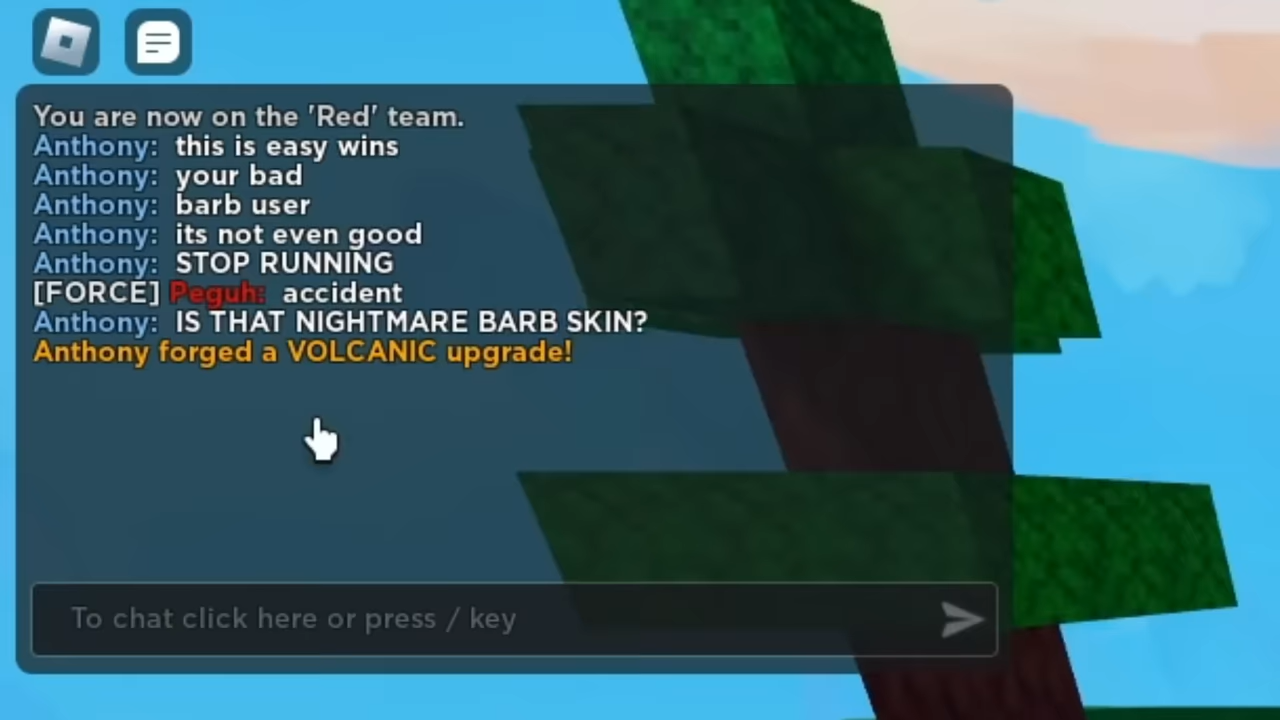 You are now on the 'Red' team.
Anthony: this is easy wins
Anthony: your bad
Anthony: barb user
Anthony: its not even good
Anthony: STOP RUNNING
[FORCE] Peguh: accident
Anthony: IS THAT NIGHTMARE BARB SKIN?
Anthony forged a VOLCANIC upgrade!
To chat click here or press / key